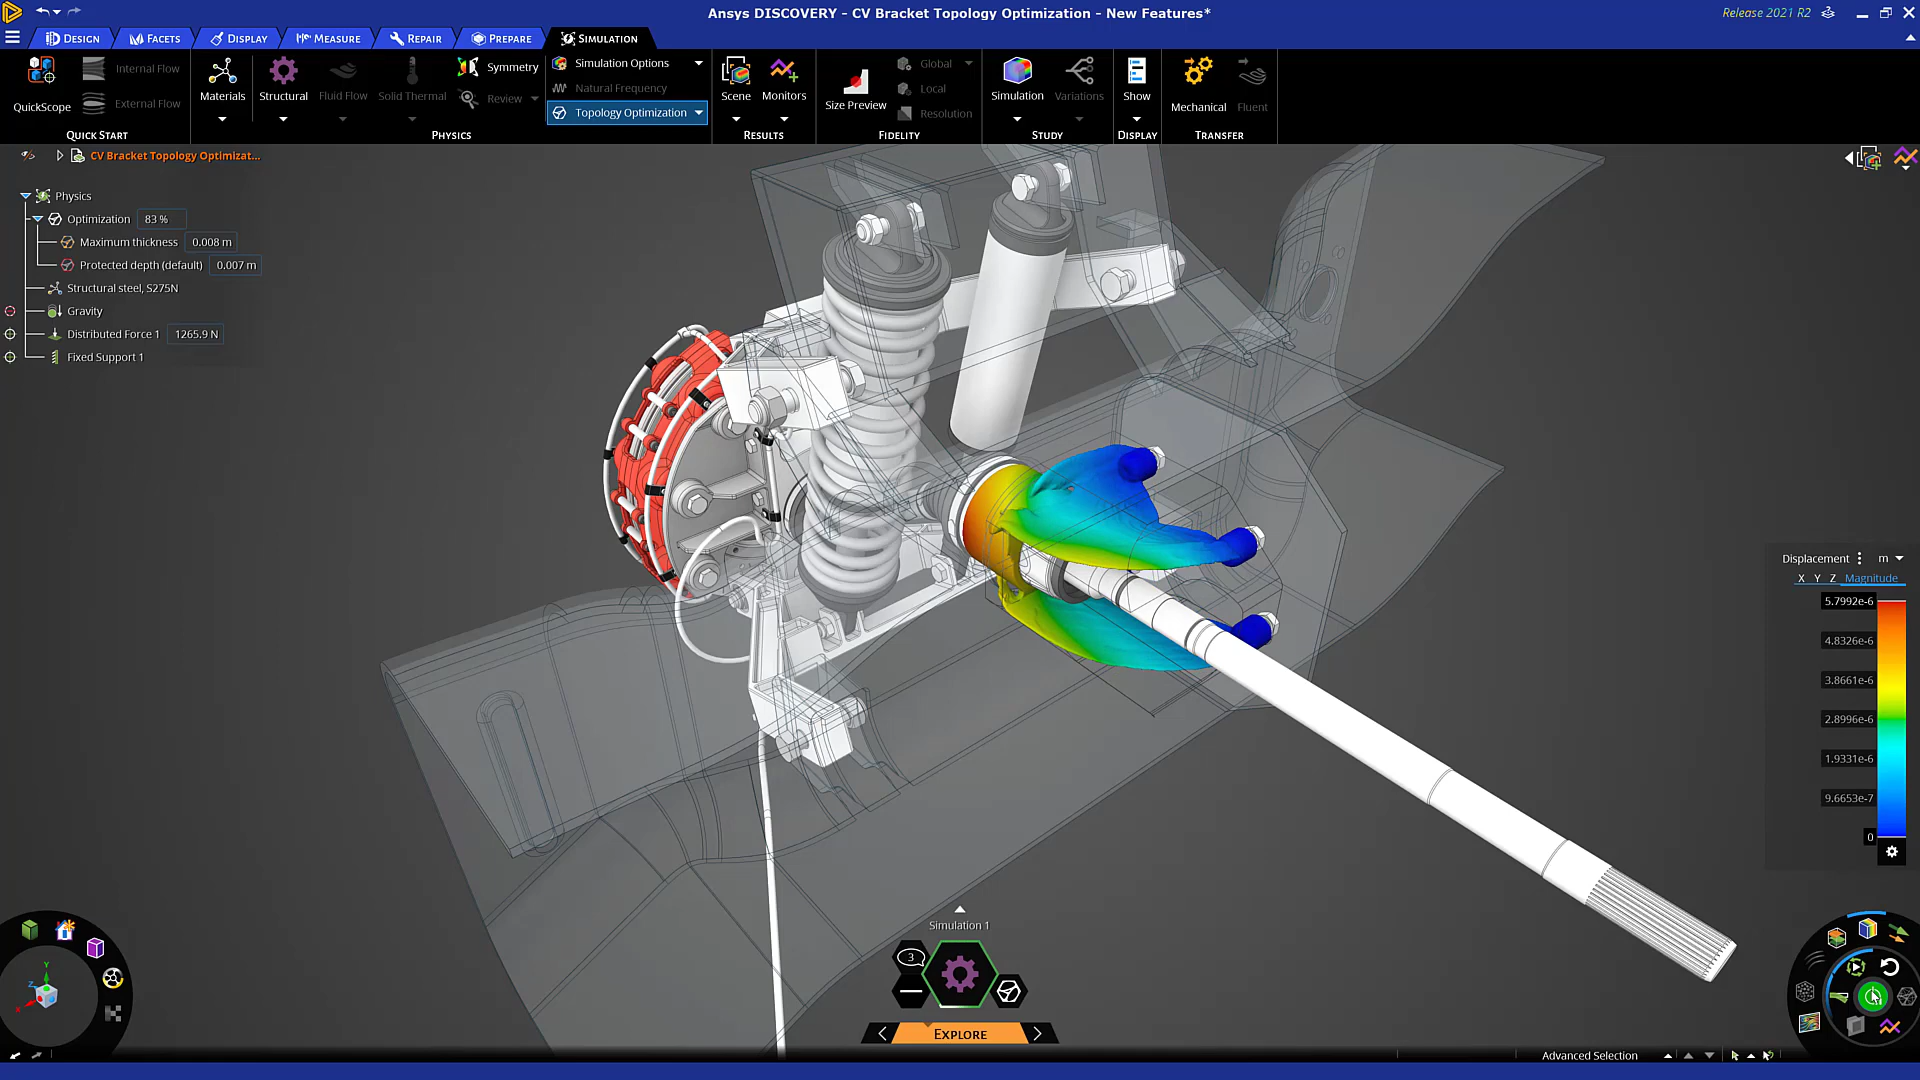 Ansys DISCOVERY - CV Bracket Topology Optimization - New Features*
Release 2021 R2
DESIGN
FACETS
DISPLAY
MEASURE
REPAIR
PREPARE
SIMULATION
QuickScope
Internal Flow
External Flow
QUICK START
Materials
Structural
Fluid Flow
Solid Thermal
Symmetry
Review
PHYSICS
Simulation Options
Natural Frequency
Topology Optimization
Scene
Monitors
RESULTS
Size Preview
Global
Local
Resolution
FIDELITY
Simulation
Variations
STUDY
Show
DISPLAY
Mechanical
Fluent
TRANSFER
CV Bracket Topology Optimizat...
Physics
Optimization 83 %
Maximum thickness 0.008 m
Protected depth (default) 0.007 m
Structural steel, S275N
Gravity
Distributed Force 1 1265.9 N
Fixed Support 1
Displacement m
X Y Z Magnitude
5.7992e-6
4.8326e-6
3.8661e-6
2.8996e-6
1.9331e-6
9.6653e-7
0
Y
Z
X
Simulation 1
3
EXPLORE
Advanced Selection